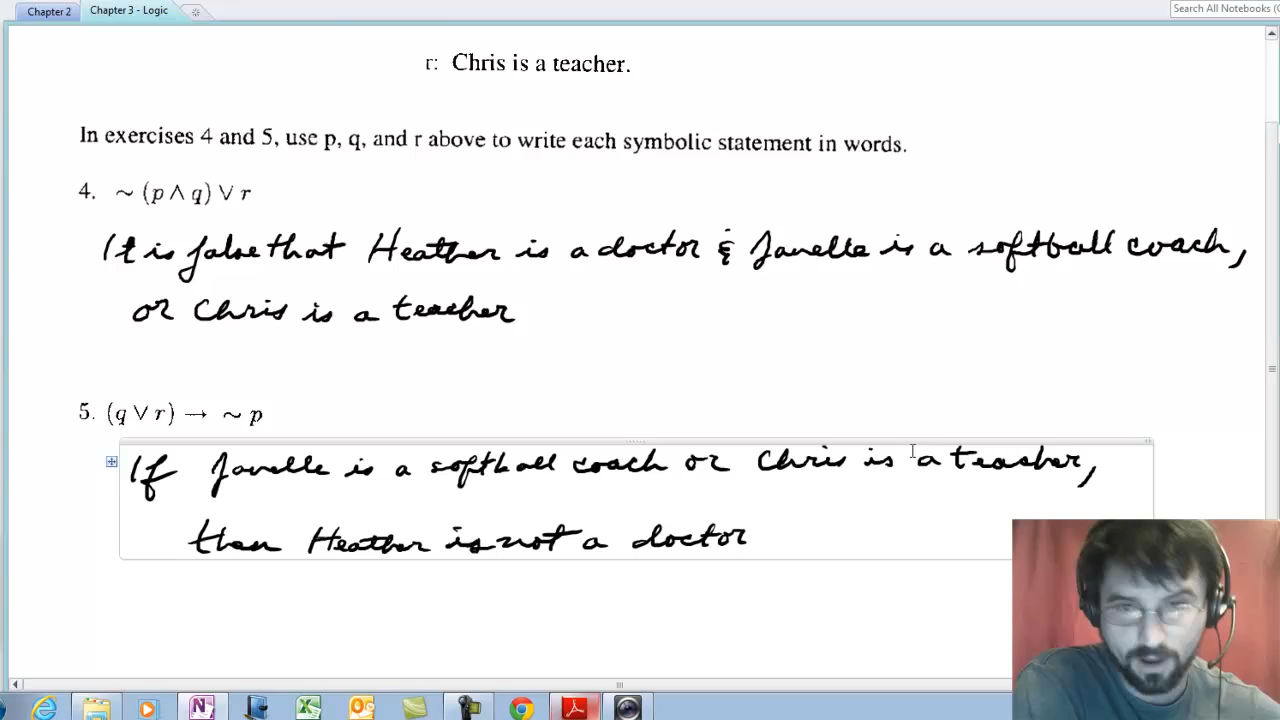 Chapter 2
Chapter 3 - Logic
Search All Notebooks (C
r: Chris is a teacher.
In exercises 4 and 5, use p, q, and r above to write each symbolic statement in words.
4. ~ (p ∧ q) ∨ r
It is false that Heather is a doctor & Janelle is a softball coach,
or Chris is a teacher
5. (q ∨ r) → ~ p
If Janelle is a softball coach or Chris is a teacher,
then Heather is not a doctor